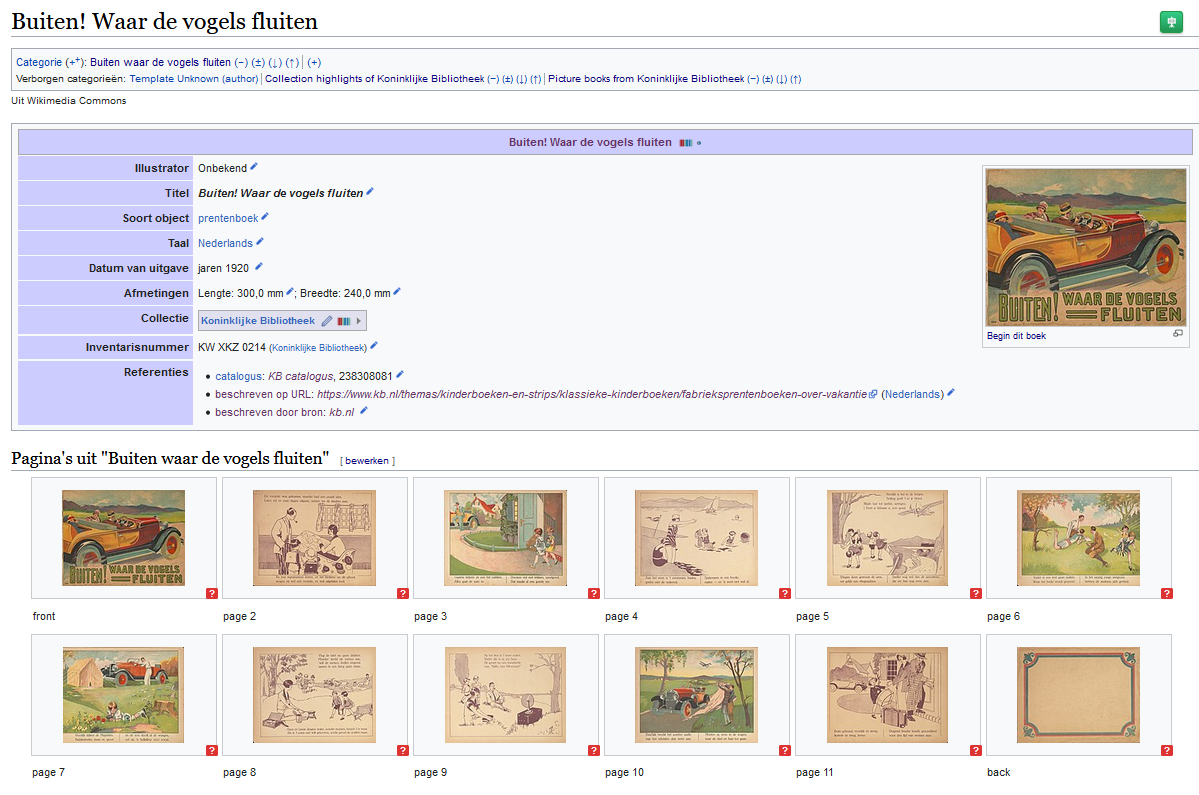 Buiten! Waar de vogels fluiten
Categorie (++): Buiten waar de vogels fluiten (−) (±) (↓) (↑) | (+)
Verborgen categorieën: Template Unknown (author) | Collection highlights of Koninklijke Bibliotheek (−) (±) (↓) (↑) | Picture books from Koninklijke Bibliotheek (−) (±) (↓) (↑)
Uit Wikimedia Commons
Buiten! Waar de vogels fluiten
Illustrator Onbekend
Titel Buiten! Waar de vogels fluiten
Soort object prentenboek
Taal Nederlands
Datum van uitgave jaren 1920
Afmetingen Lengte: 300,0 mm ; Breedte: 240,0 mm
Collectie Koninklijke Bibliotheek
Inventarisnummer KW XKZ 0214 (Koninklijke Bibliotheek)
Referenties
• catalogus: KB catalogus, 238308081
• beschreven op URL: https://www.kb.nl/themas/kinderboeken-en-strips/klassieke-kinderboeken/fabrieksprentenboeken-over-vakantie (Nederlands)
• beschreven door bron: kb.nl
BUITEN! WAAR DE VOGELS
FLUITEN
Begin dit boek
Pagina's uit "Buiten waar de vogels fluiten" [ bewerken ]
BUITEN! WAAR DE VOGELS
FLUITEN
front
page 2
page 3
page 4
page 5
page 6
page 7
page 8
page 9
page 10
page 11
back